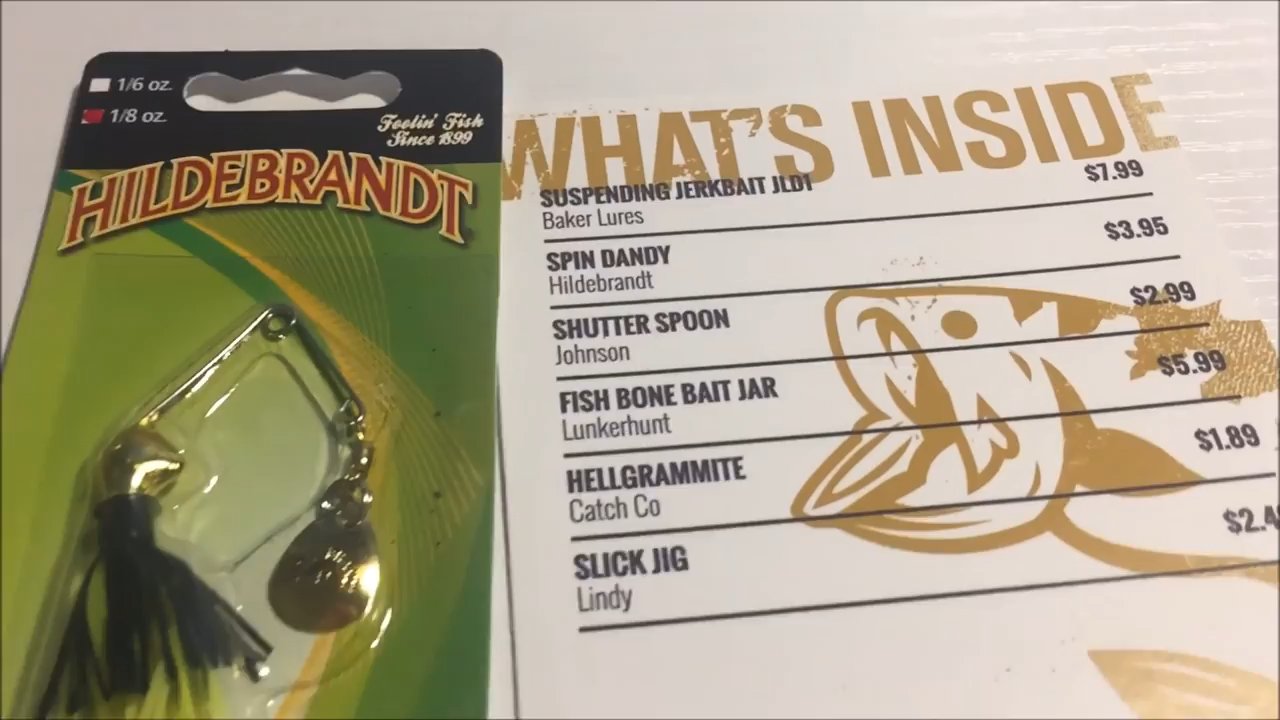 1/6 oz.
1/8 oz.
Foolin' Fish
Since 1899
HILDEBRANDT
WHAT'S INSIDE
SUSPENDING JERKBAIT JLD1 $7.99
Baker Lures
SPIN DANDY $3.95
Hildebrandt
SHUTTER SPOON $2.99
Johnson
FISH BONE BAIT JAR $5.99
Lunkerhunt
HELLGRAMMITE $1.89
Catch Co
SLICK JIG
Lindy